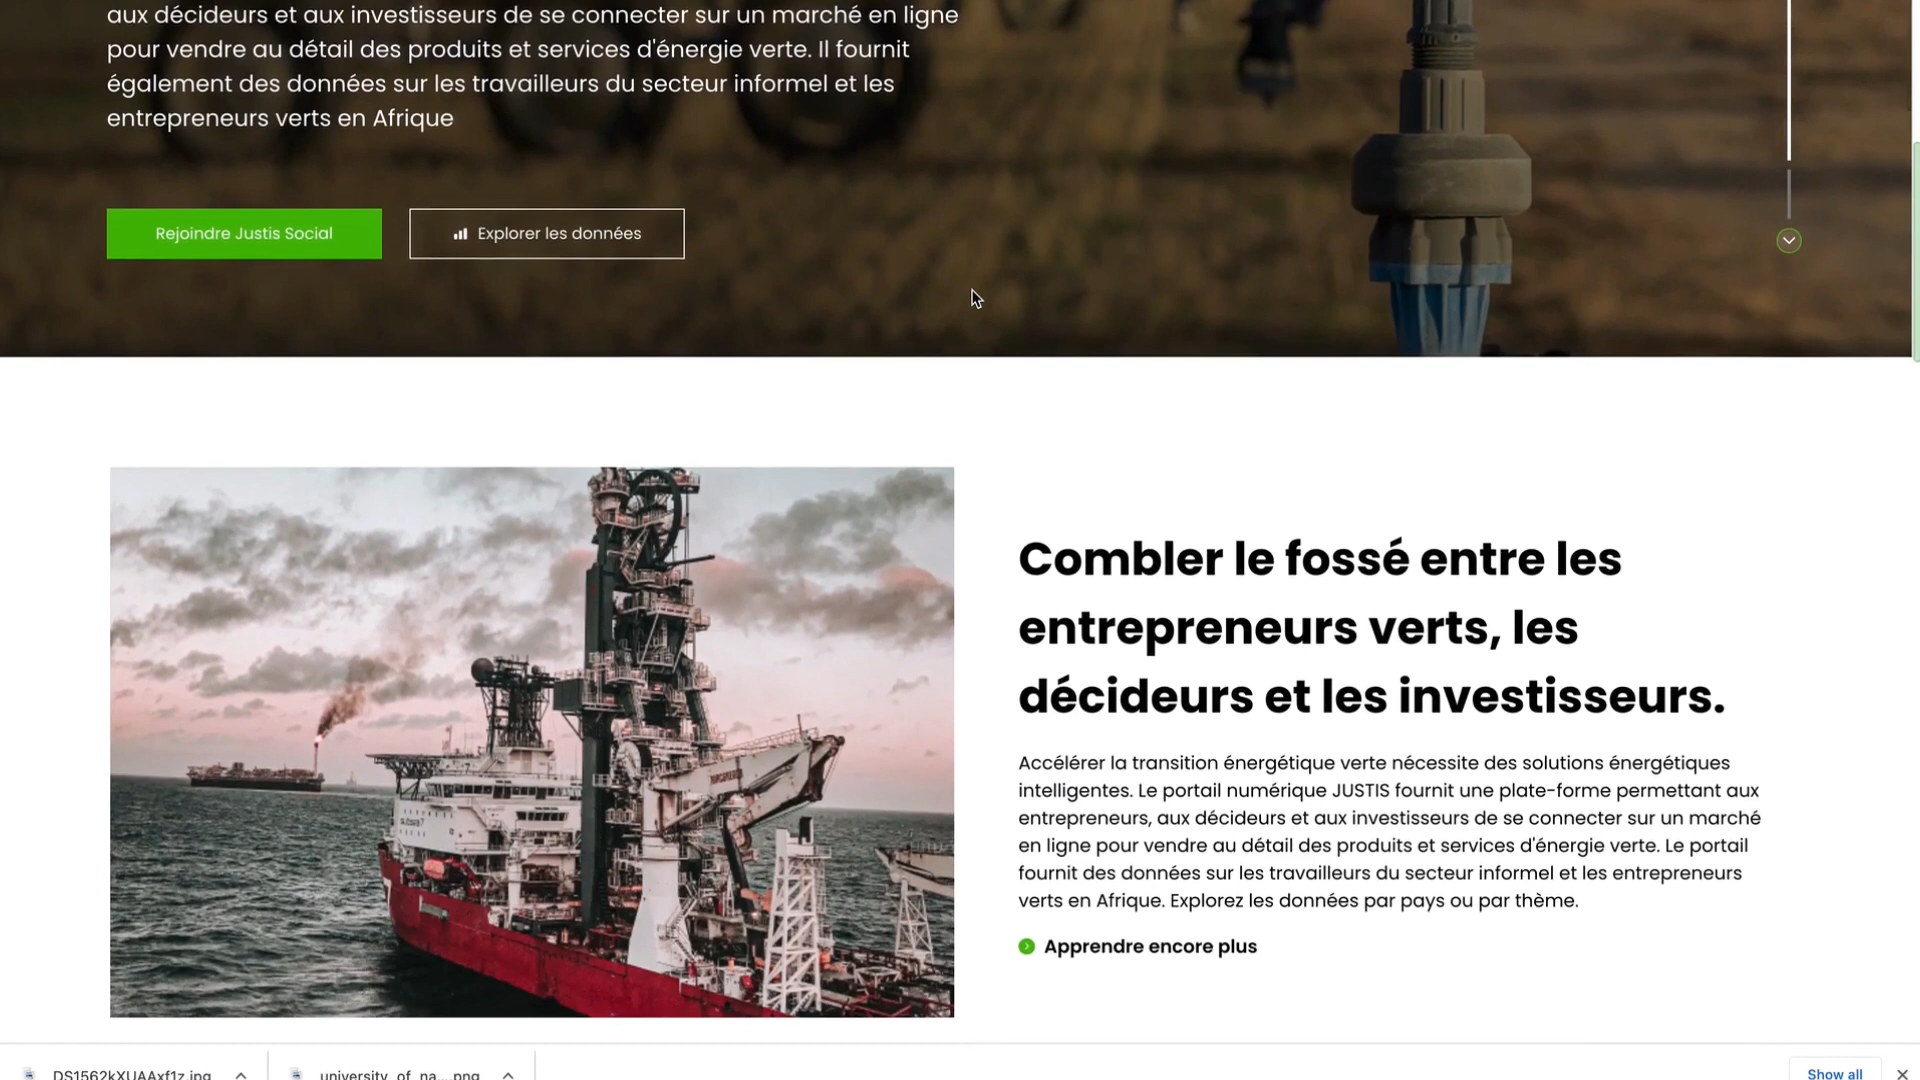 aux décideurs et aux investisseurs de se connecter sur un marché en ligne
pour vendre au détail des produits et services d'énergie verte. Il fournit
également des données sur les travailleurs du secteur informel et les
entrepreneurs verts en Afrique
Rejoindre Justis Social
Explorer les données
Combler le fossé entre les
entrepreneurs verts, les
décideurs et les investisseurs.
Accélérer la transition énergétique verte nécessite des solutions énergétiques
intelligentes. Le portail numérique JUSTIS fournit une plate-forme permettant aux
entrepreneurs, aux décideurs et aux investisseurs de se connecter sur un marché
en ligne pour vendre au détail des produits et services d'énergie verte. Le portail
fournit des données sur les travailleurs du secteur informel et les entrepreneurs
verts en Afrique. Explorez les données par pays ou par thème.
Apprendre encore plus
DS1562kXUAAxf1z.jpg
university_of_na....png
Show all